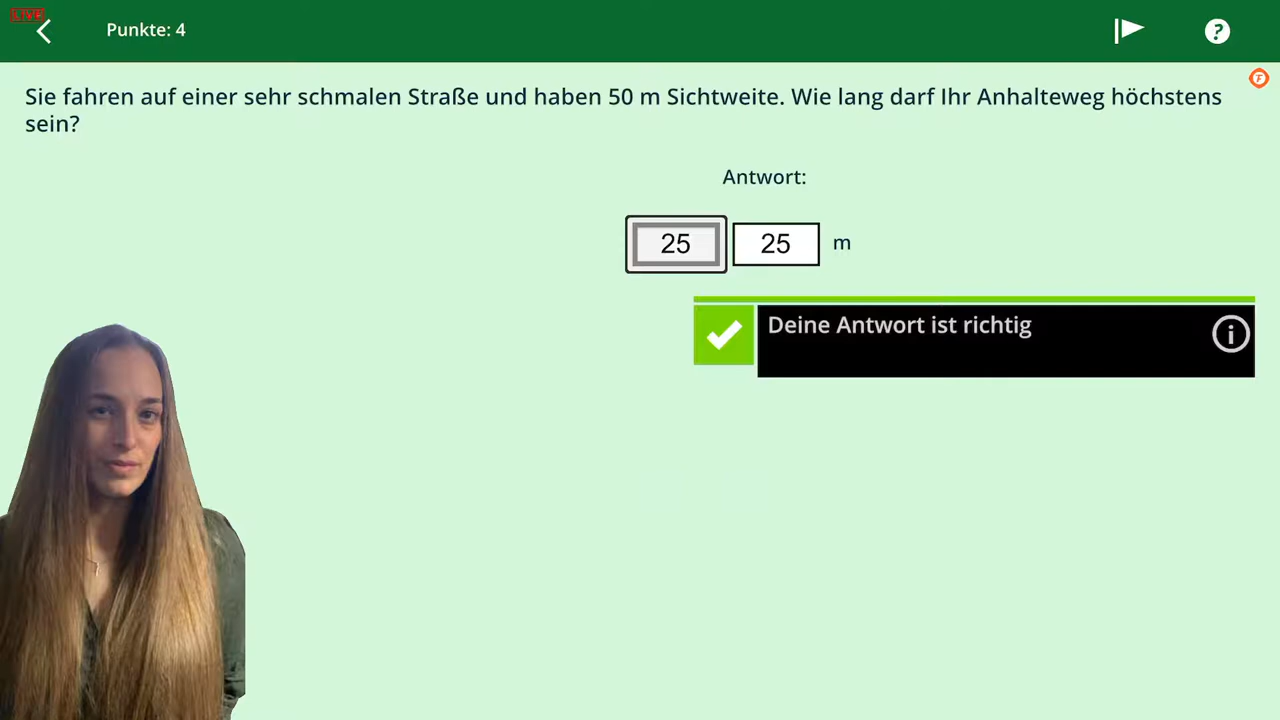 LIVE
Punkte: 4
?
F
Sie fahren auf einer sehr schmalen Straße und haben 50 m Sichtweite. Wie lang darf Ihr Anhalteweg höchstens
sein?
Antwort:
25 25 m
Deine Antwort ist richtig
i